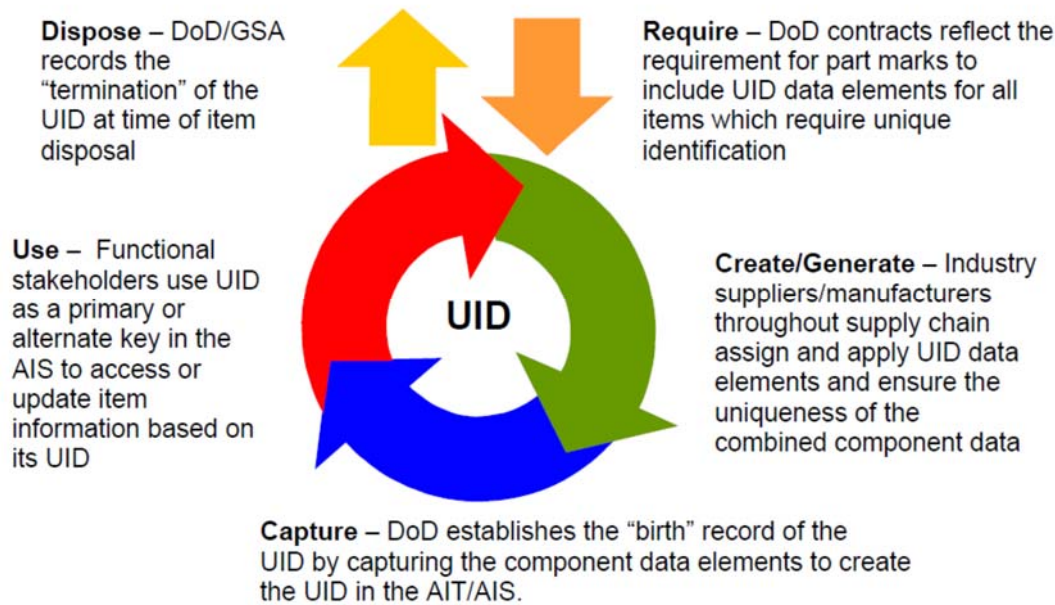 Dispose – DoD/GSA
records the
“termination” of the
UID at time of item
disposal
Require – DoD contracts reflect the
requirement for part marks to
include UID data elements for all
items which require unique
identification
Use –  Functional
stakeholders use UID
as a primary or
alternate key in the
AIS to access or
update item
information based on
its UID
UID
Create/Generate – Industry
suppliers/manufacturers
throughout supply chain
assign and apply UID data
elements and ensure the
uniqueness of the
combined component data
Capture – DoD establishes the “birth” record of the
UID by capturing the component data elements to create
the UID in the AIT/AIS.